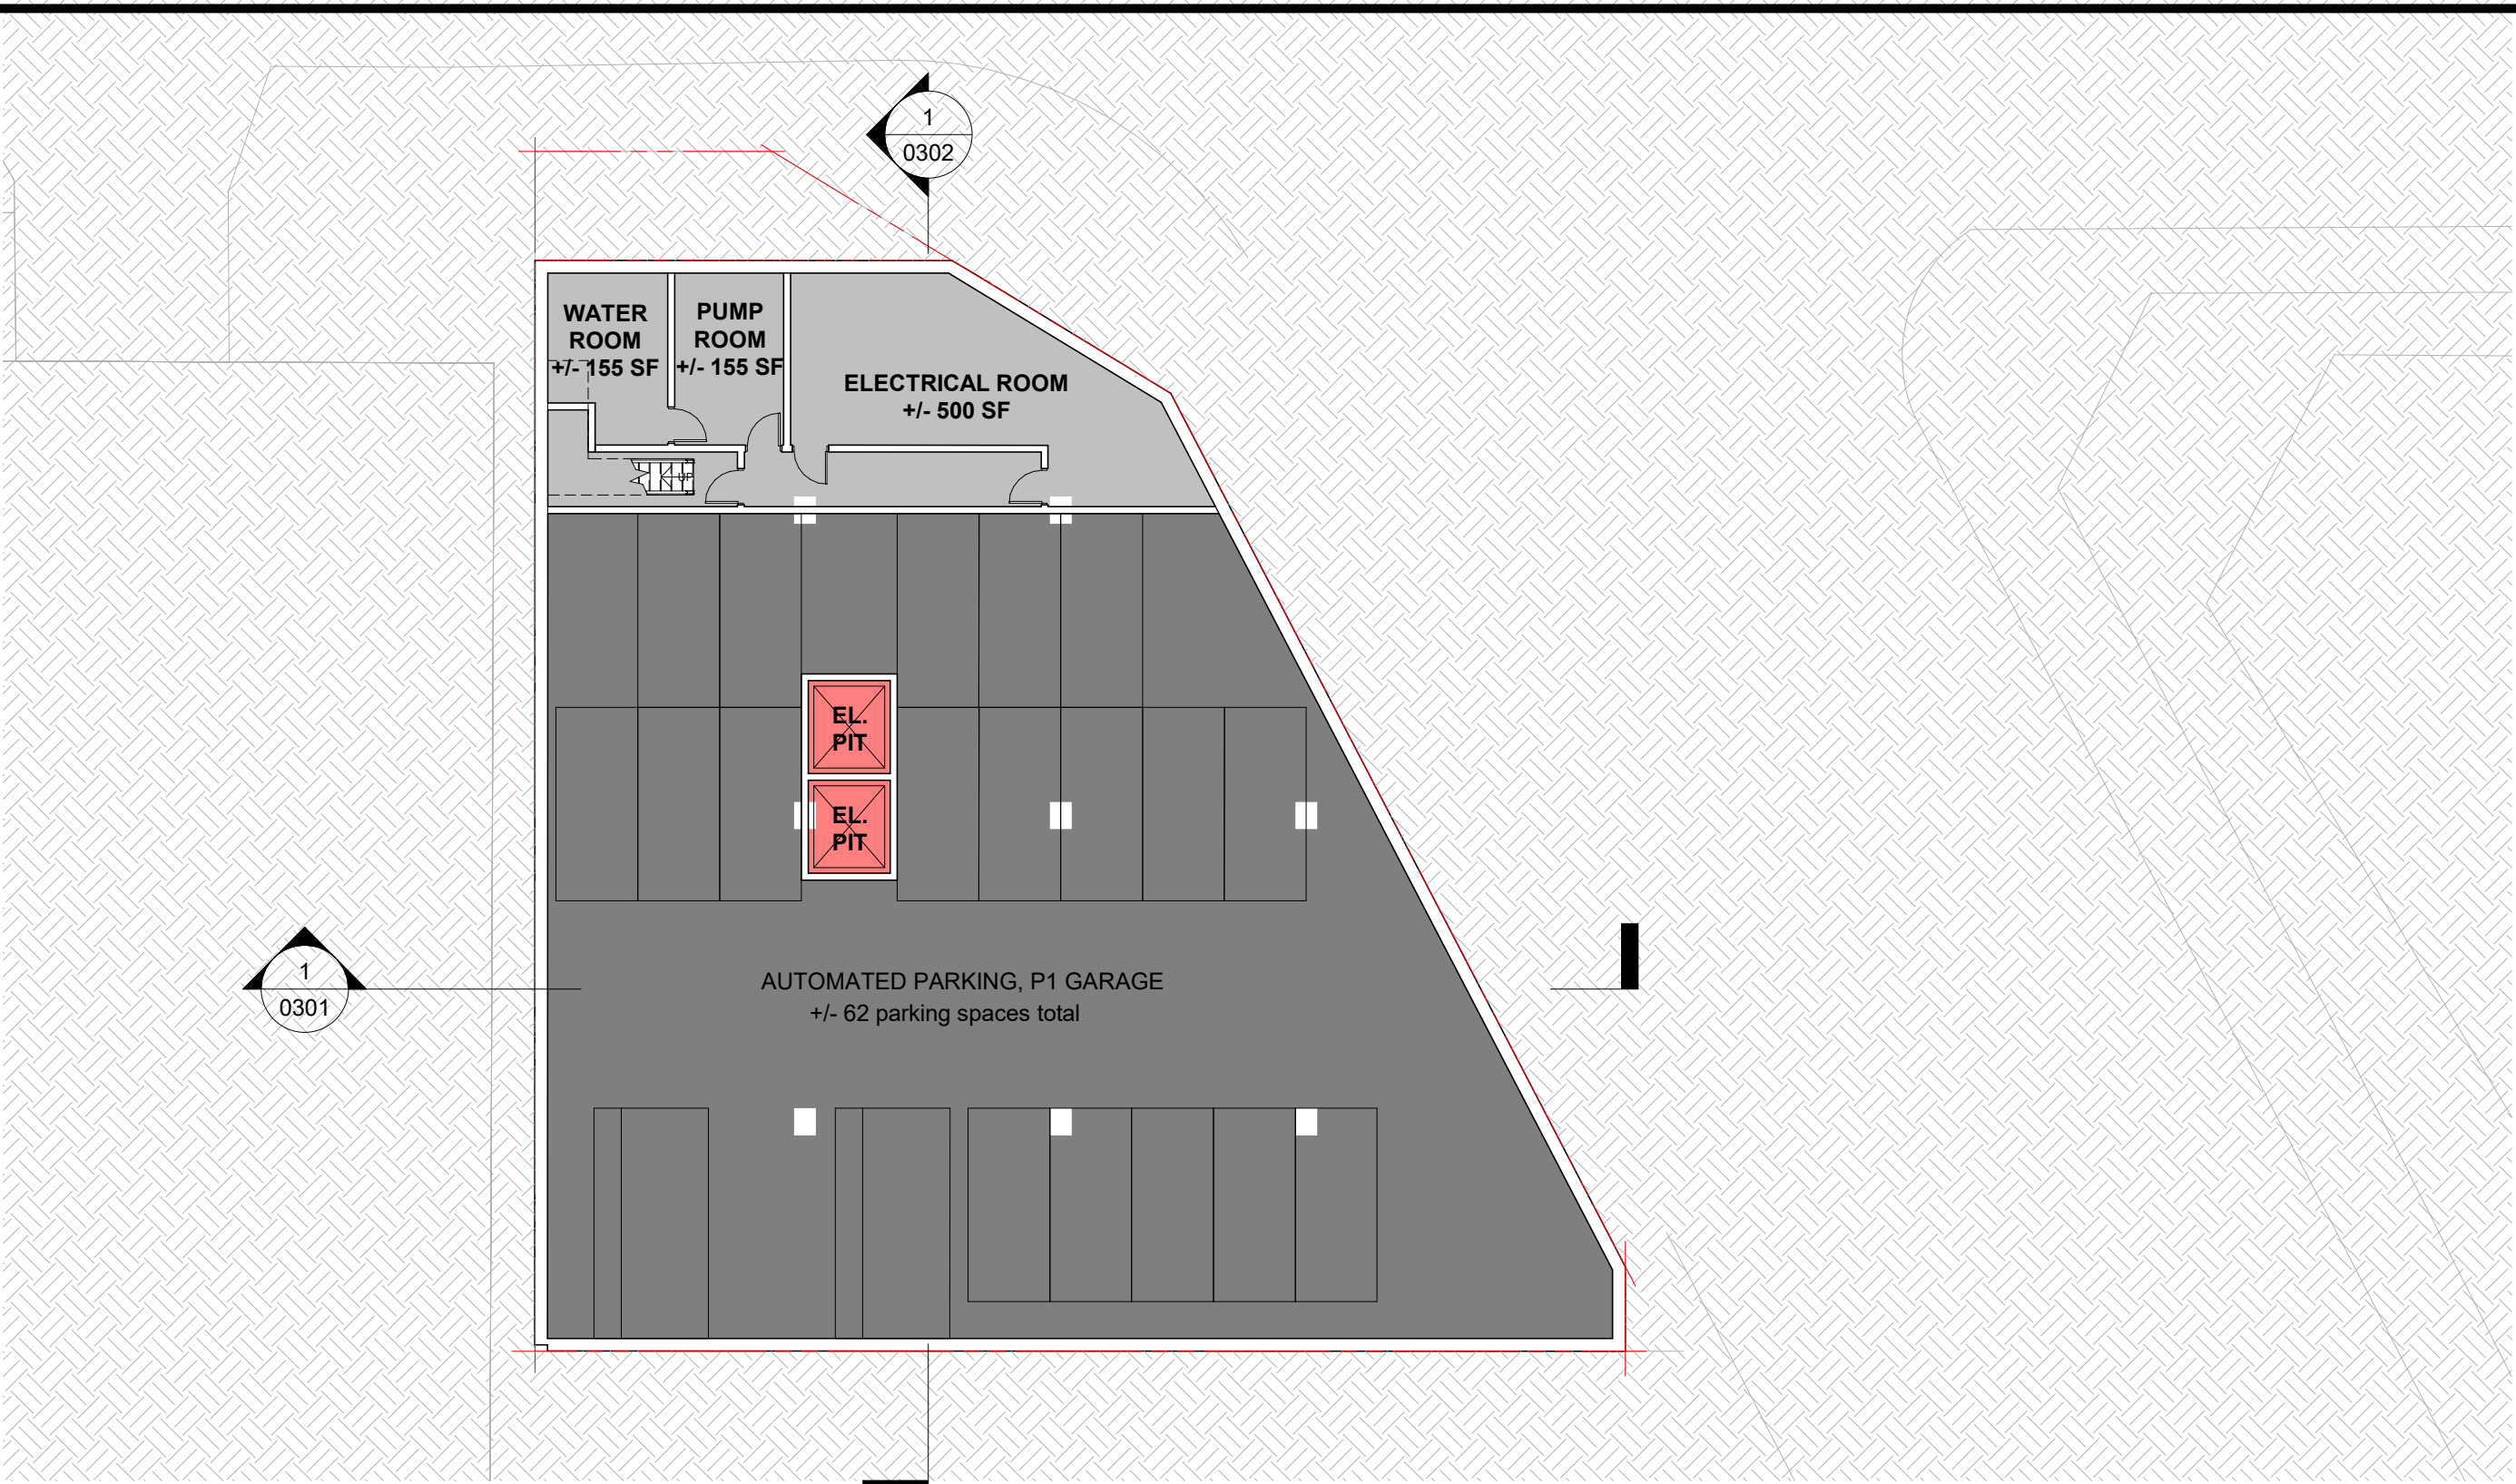 1
0302
WATER
ROOM
+/- 155 SF
PUMP
ROOM
+/- 155 SF
ELECTRICAL ROOM
+/- 500 SF
UP
EL.
PIT
EL.
PIT
AUTOMATED PARKING, P1 GARAGE
+/- 62 parking spaces total
1
0301